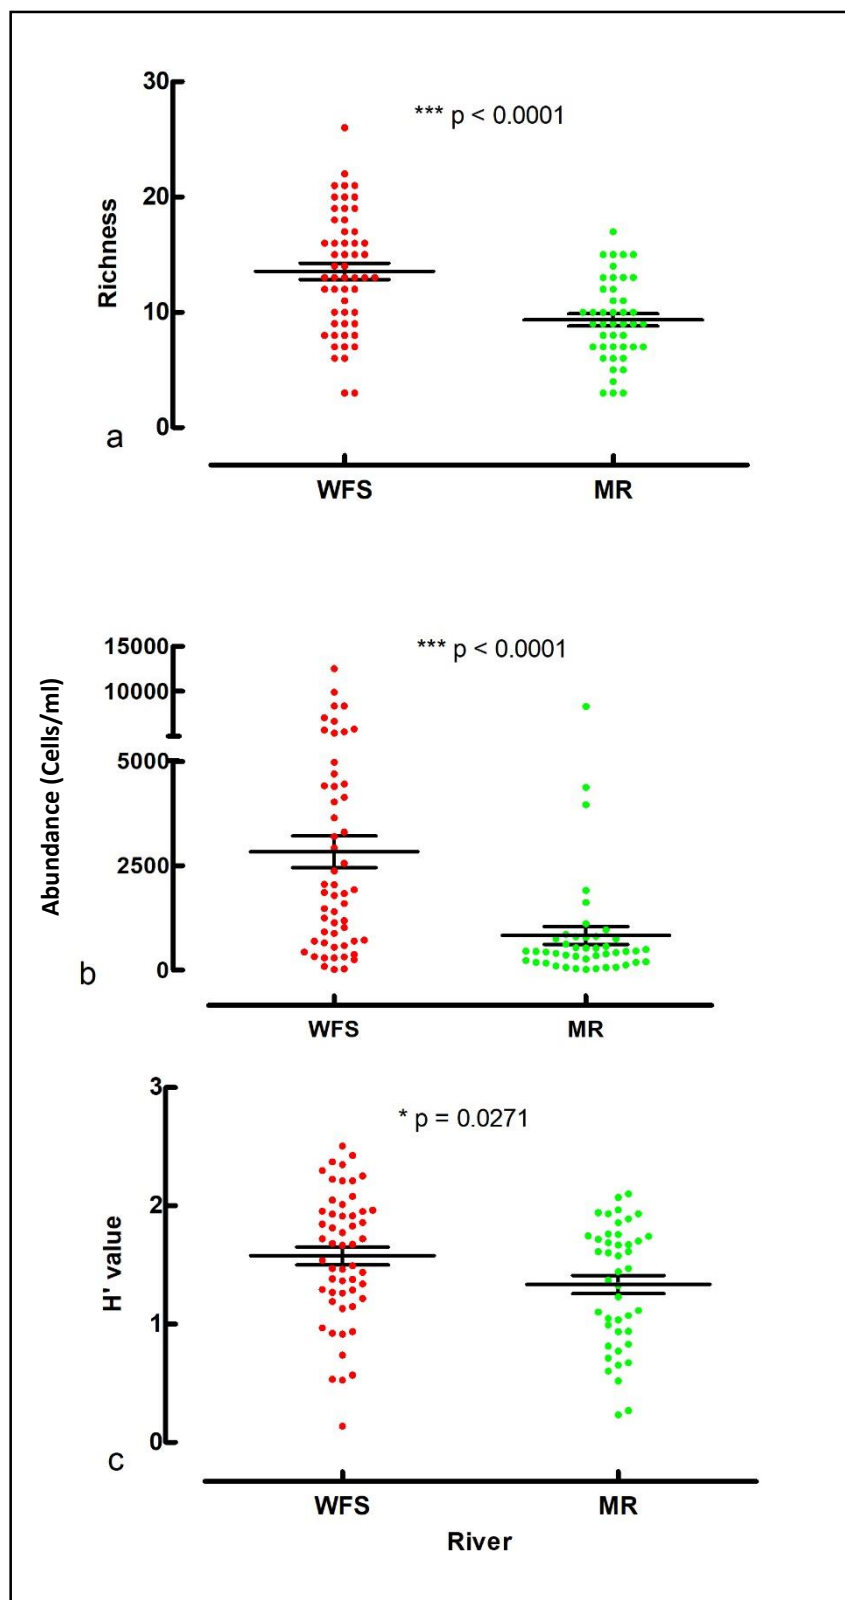 30
*** p < 0.0001
20
Richness
10
0
a
WFS MR
15000
*** p < 0.0001
10000
5000
Abundance (Cells/ml)
2500
0
b
WFS MR
3
* p = 0.0271
2
H' value
1
0
c
WFS MR
River